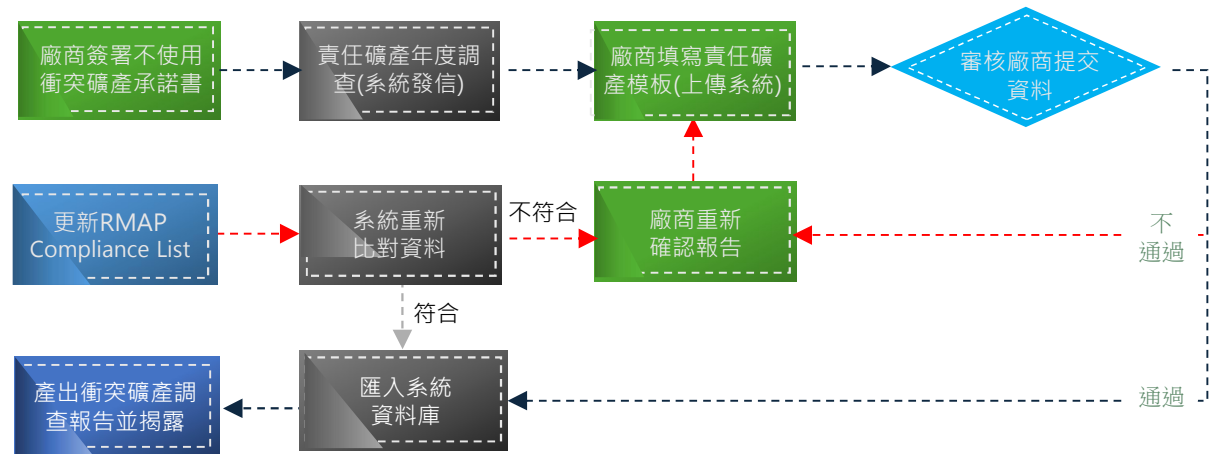 廠商簽署不使用
衝突礦產承諾書
責任礦產年度調
查(系統發信)
廠商填寫責任礦
產模板(上傳系統)
審核廠商提交
資料
更新RMAP
Compliance List
系統重新
比對資料
不符合
廠商重新
確認報告
不
通過
符合
產出衝突礦產調
查報告並揭露
匯入系統
資料庫
通過